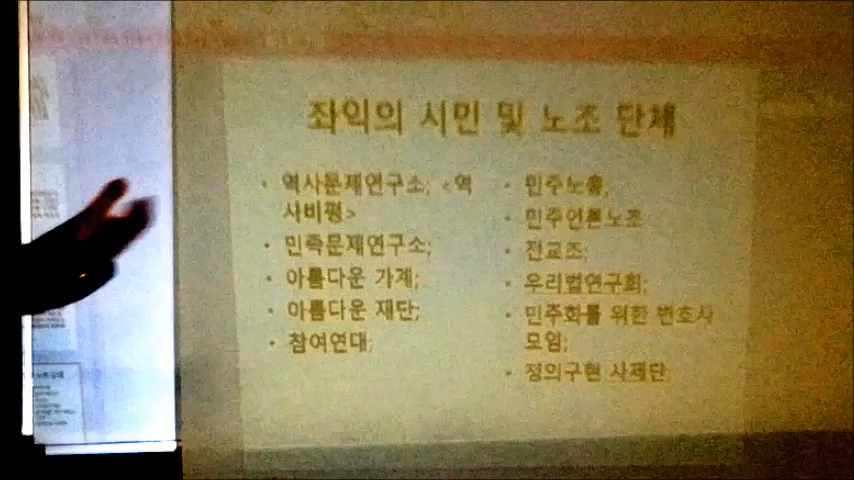 좌익의 시민 및 노조 단체
• 역사문제연구소; <역
사비평>
• 민족문제연구소;
• 아름다운 가계;
• 아름다운 재단;
• 참여연대;
• 민주노총;
• 민주언론노조
• 전교조;
• 우리법연구회;
• 민주화를 위한 변호사
모임;
• 정의구현 사제단;